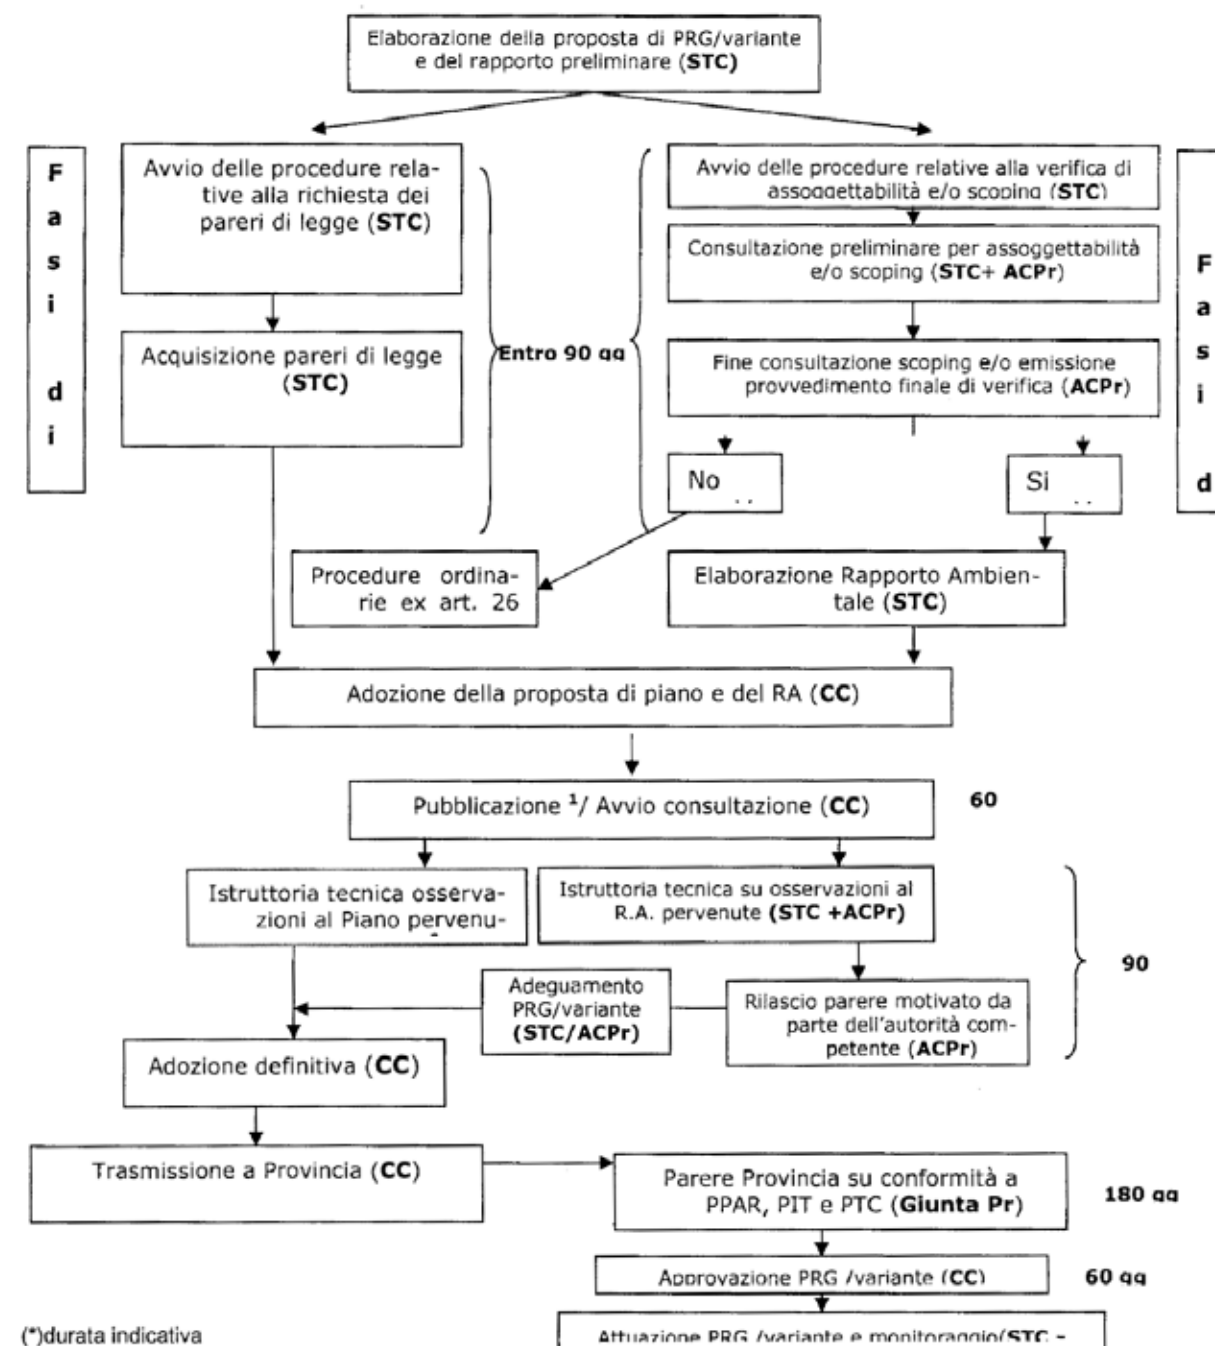 Elaborazione della proposta di PRG/variante
e del rapporto preliminare (STC)
F
a
s
i
d
i
Avvio delle procedure rela-
tive alla richiesta dei
pareri di legge (STC)
Acquisizione pareri di legge
(STC)
Entro 90 gg
Avvio delle procedure relative alla verifica di
assoggettabilità e/o scoping (STC)
Consultazione preliminare per assoggettabilità
e/o scoping (STC+ ACPr)
Fine consultazione scoping e/o emissione
provvedimento finale di verifica (ACPr)
F
a
s
i
d
No
Si
Procedure ordina-
rie ex art. 26
Elaborazione Rapporto Ambien-
tale (STC)
Adozione della proposta di piano e del RA (CC)
Pubblicazione ¹/ Avvio consultazione (CC)
60
Istruttoria tecnica osserva-
zioni al Piano pervenu-
Istruttoria tecnica su osservazioni al
R.A. pervenute (STC +ACPr)
90
Adeguamento
PRG/variante
(STC/ACPr)
Rilascio parere motivato da
parte dell'autorità com-
petente (ACPr)
Adozione definitiva (CC)
Trasmissione a Provincia (CC)
Parere Provincia su conformità a
PPAR, PIT e PTC (Giunta Pr)
180 gg
Approvazione PRG /variante (CC)
60 gg
(*)durata indicativa
Attuazione PRG /variante e monitoraggio(STC –